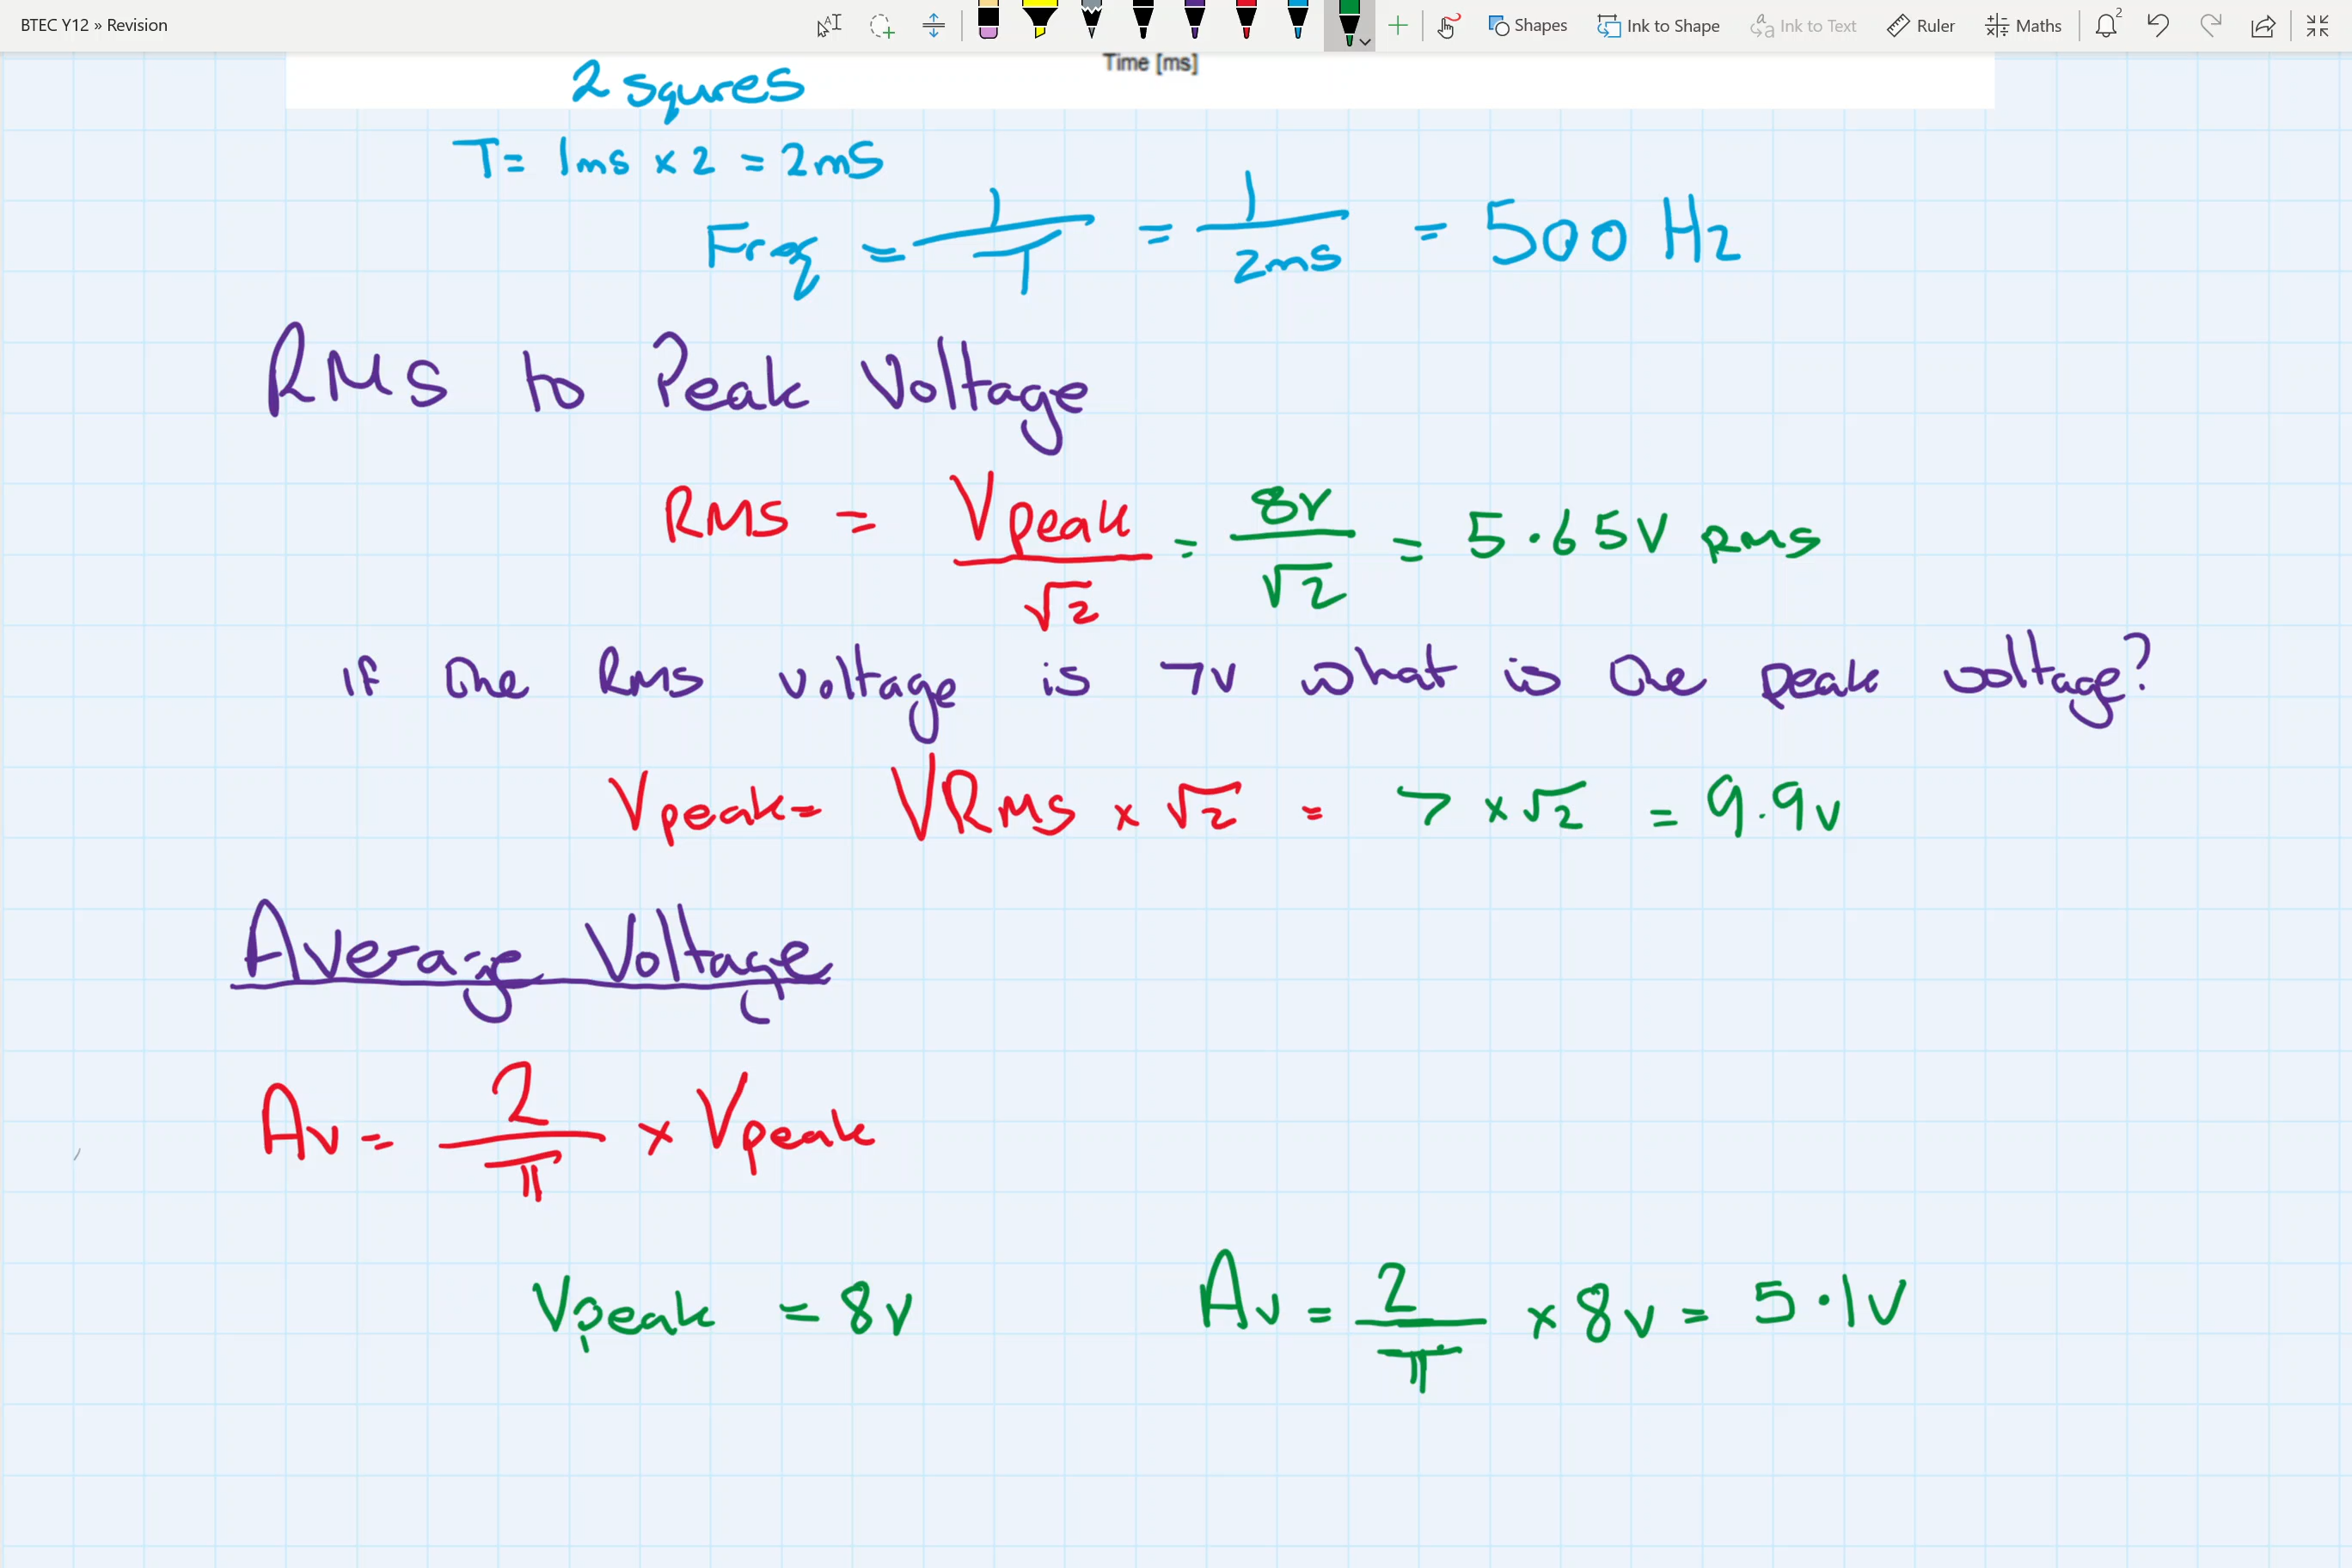 BTEC Y12 » Revision
Shapes Ink to Shape Ink to Text Ruler Maths 2
Time [ms]
2 squres
T = 1ms × 2 = 2ms
Freq = 1/T = 1/2ms = 500 Hz
RMS to Peak Voltage
RMS = Vpeak/√2 = 8v/√2 = 5.65V RMS
if the RMS voltage is 7v what is the peak voltage?
Vpeak = VRMS × √2 = 7 × √2 = 9.9v
Average Voltage
Av = 2/π × Vpeak
Vpeak = 8v
Av = 2/π × 8v = 5.1V